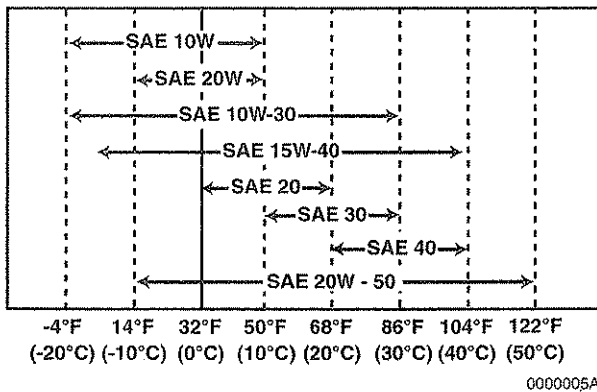 SAE 10W
SAE 20W
SAE 10W-30
SAE 15W-40
SAE 20
SAE 30
SAE 40
SAE 20W - 50
-4°F 14°F 32°F 50°F 68°F 86°F 104°F 122°F
(-20°C) (-10°C) (0°C) (10°C) (20°C) (30°C) (40°C) (50°C)
0000005A